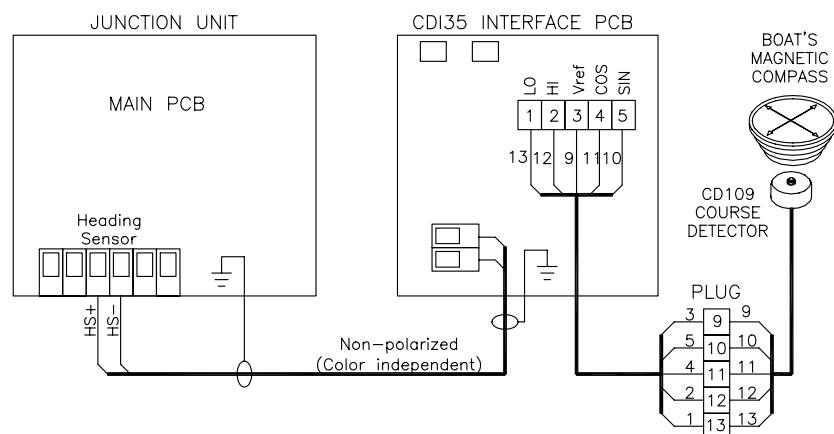 JUNCTION UNIT
CDI35 INTERFACE PCB
BOAT'S
MAGNETIC
COMPASS
MAIN PCB
LO
HI
Vref
COS
SIN
1 2 3 4 5
13 12 9 11 10
CD109
COURSE
DETECTOR
Heading
Sensor
HS+
HS-
Non-polarized
(Color independent)
PLUG
3 9 9
5 10 10
4 11 11
2 12 12
1 13 13